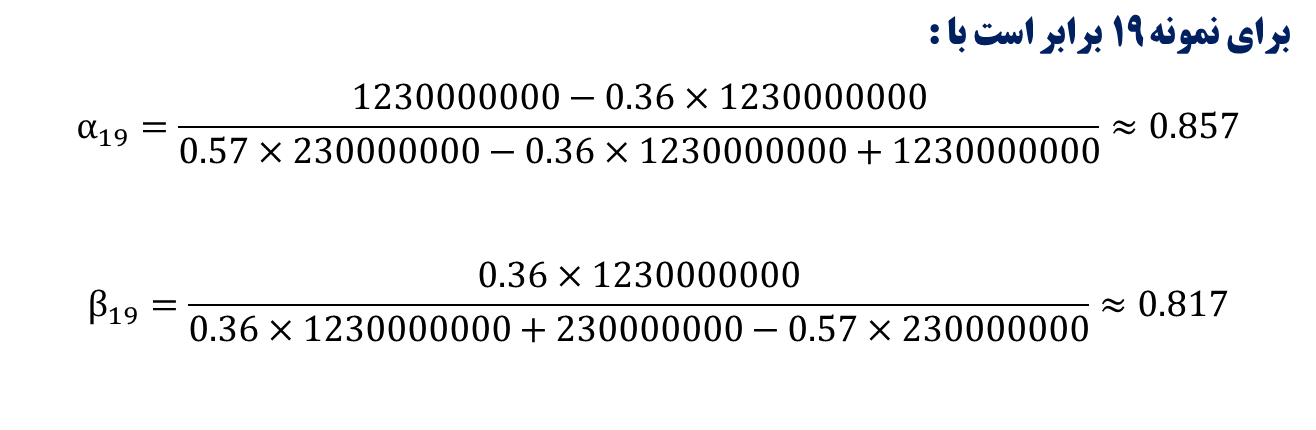 برای نمونه ۱۹ برابر است با :
α₁₉ = (1230000000 − 0.36 × 1230000000) / (0.57 × 230000000 − 0.36 × 1230000000 + 1230000000) ≈ 0.857
β₁₉ = (0.36 × 1230000000) / (0.36 × 1230000000 + 230000000 − 0.57 × 230000000) ≈ 0.817